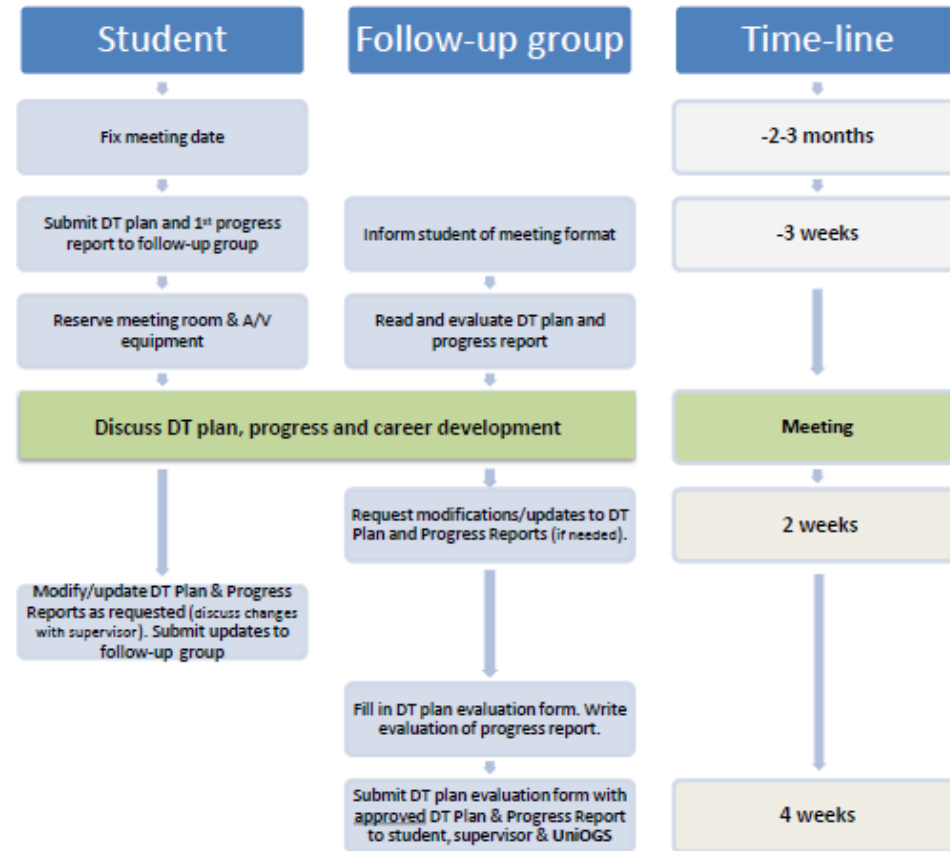 Student
Follow-up group
Time-line
Fix meeting date
-2-3 months
Submit DT plan and 1st progress
report to follow-up group
Inform student of meeting format
-3 weeks
Reserve meeting room & A/V
equipment
Read and evaluate DT plan and
progress report
Discuss DT plan, progress and career development
Meeting
Request modifications/updates to DT
Plan and Progress Reports (if needed).
2 weeks
Modify/update DT Plan & Progress
Reports as requested (discuss changes
with supervisor). Submit updates to
follow-up group
Fill in DT plan evaluation form. Write
evaluation of progress report.
Submit DT plan evaluation form with
approved DT Plan & Progress Report
to student, supervisor & UniOGS
4 weeks